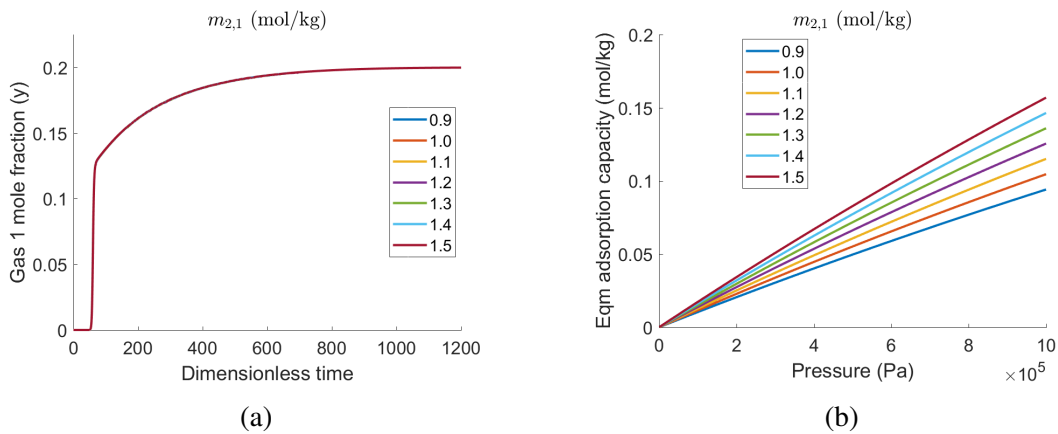 m2,1 (mol/kg)
Gas 1 mole fraction (y)
0.2
0.15
0.1
0.05
0
0.9
1.0
1.1
1.2
1.3
1.4
1.5
0 200 400 600 800 1000 1200
Dimensionless time
(a)
m2,1 (mol/kg)
Eqm adsorption capacity (mol/kg)
0.2
0.15
0.1
0.05
0
0.9
1.0
1.1
1.2
1.3
1.4
1.5
0 2 4 6 8 10
Pressure (Pa)
× 10^5
(b)